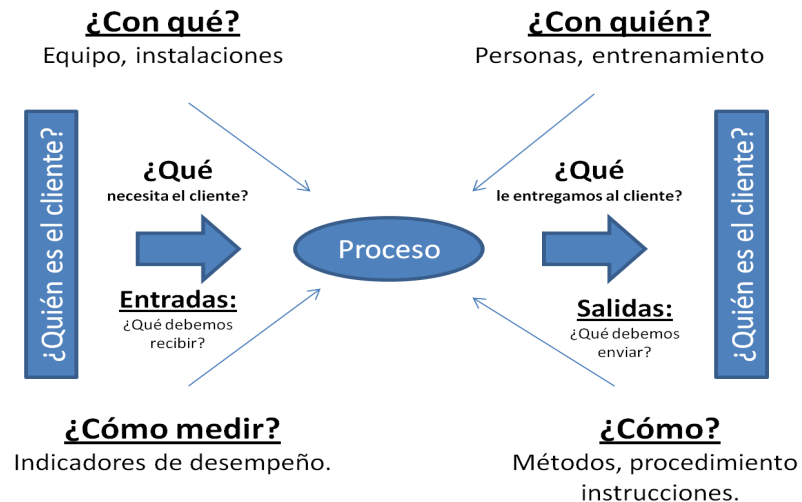 ¿Con qué?
Equipo, instalaciones
¿Con quién?
Personas, entrenamiento
¿Quién es el cliente?
¿Qué
necesita el cliente?
Entradas:
¿Qué debemos
recibir?
Proceso
¿Qué
le entregamos al cliente?
Salidas:
¿Qué debemos
enviar?
¿Quién es el cliente?
¿Cómo medir?
Indicadores de desempeño.
¿Cómo?
Métodos, procedimiento
instrucciones.